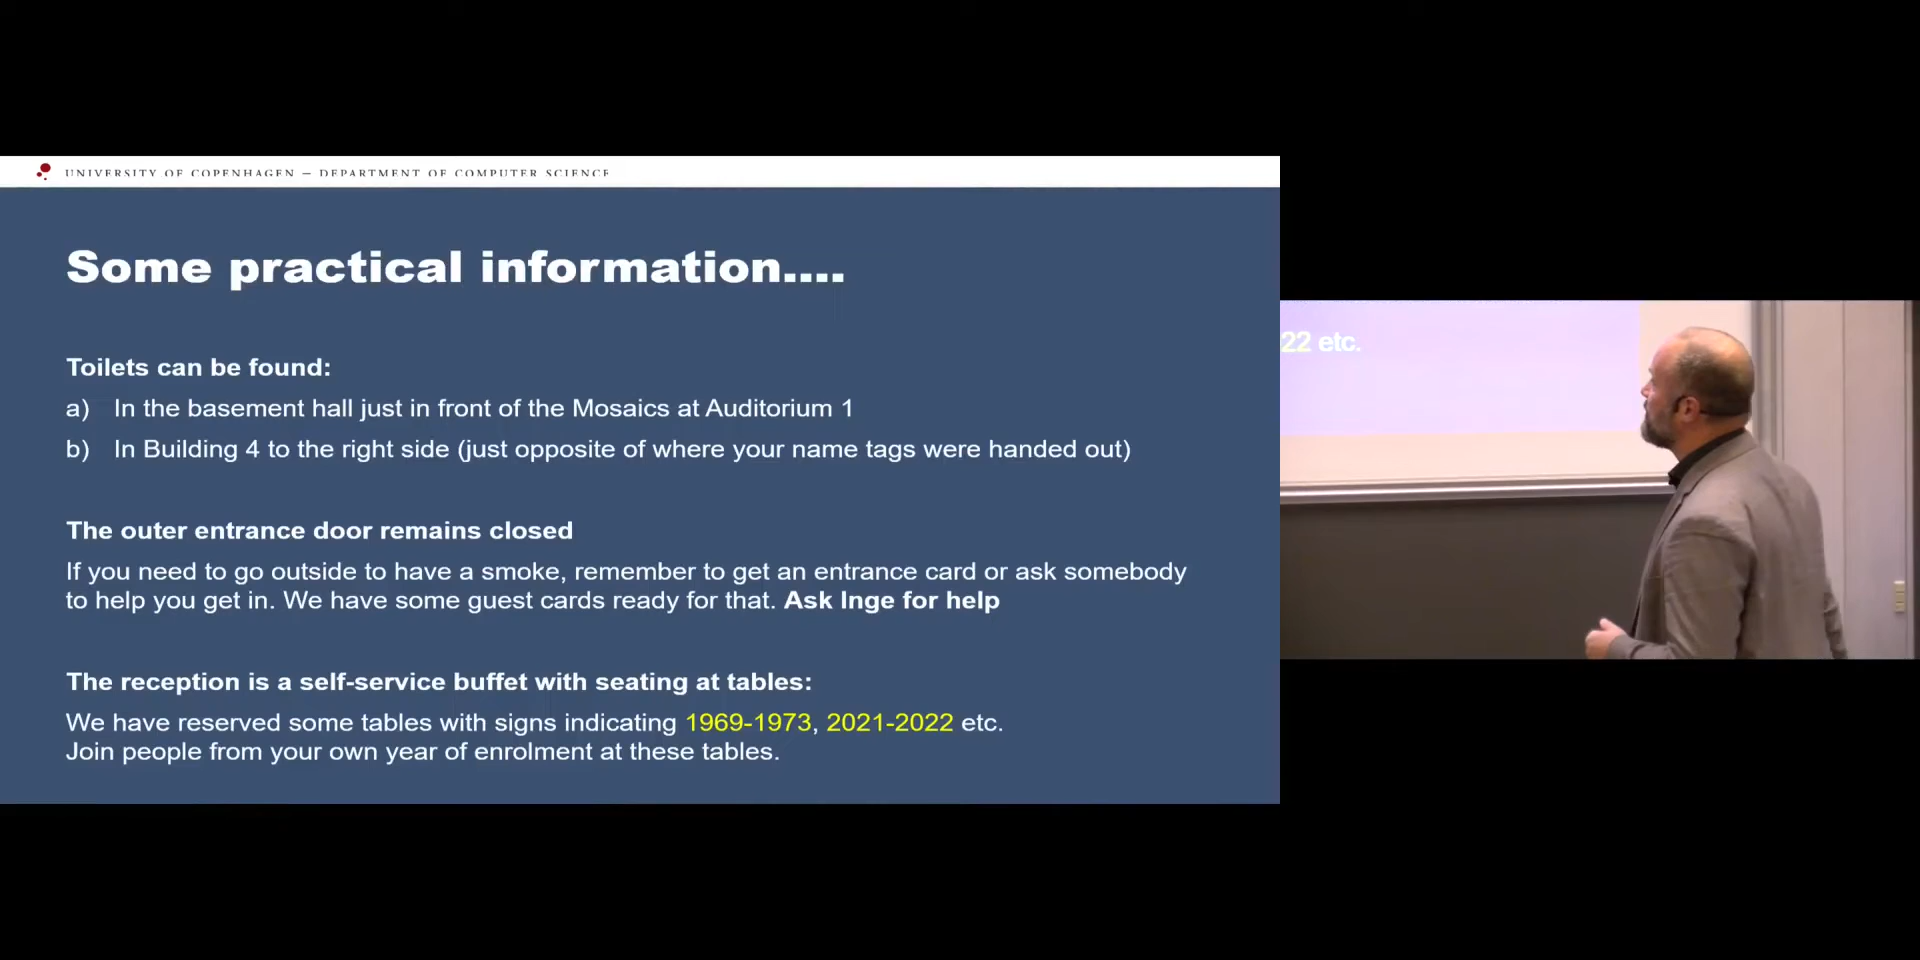 UNIVERSITY OF COPENHAGEN – DEPARTMENT OF COMPUTER SCIENCE
Some practical information....
Toilets can be found:
a) In the basement hall just in front of the Mosaics at Auditorium 1
b) In Building 4 to the right side (just opposite of where your name tags were handed out)
The outer entrance door remains closed
If you need to go outside to have a smoke, remember to get an entrance card or ask somebody
to help you get in. We have some guest cards ready for that. Ask Inge for help
The reception is a self-service buffet with seating at tables:
We have reserved some tables with signs indicating 1969-1973, 2021-2022 etc.
Join people from your own year of enrolment at these tables.
22 etc.